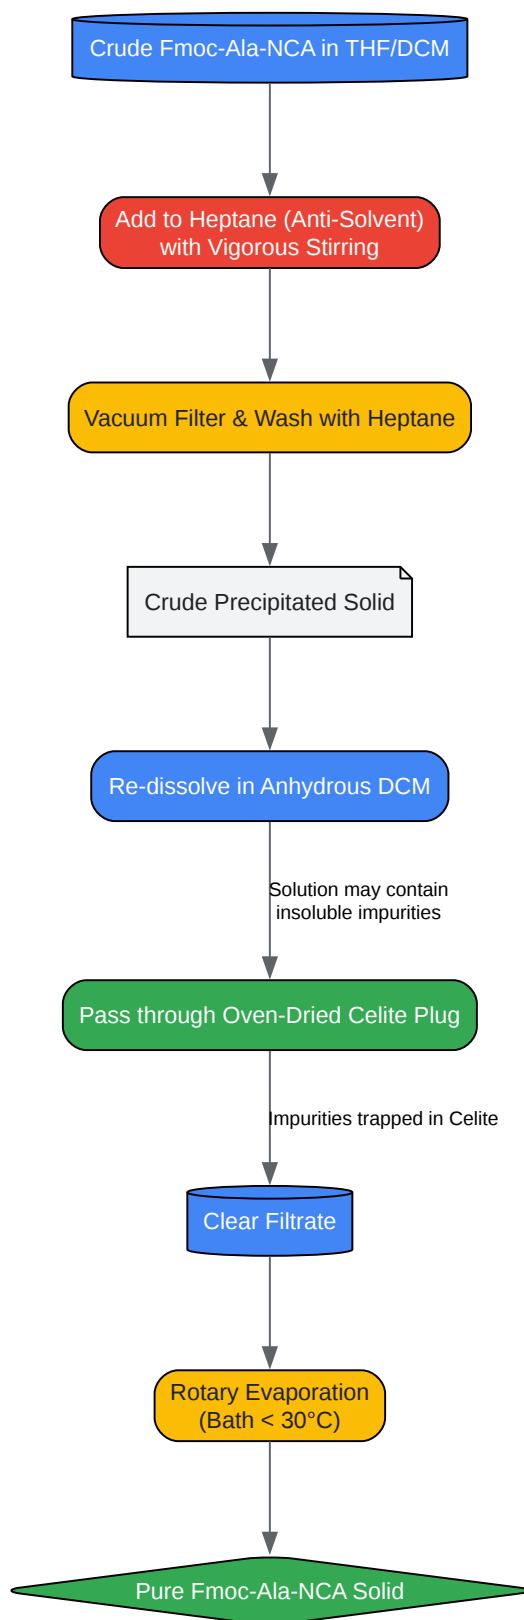 Crude Fmoc-Ala-NCA in THF/DCM
Add to Heptane (Anti-Solvent)
with Vigorous Stirring
Vacuum Filter & Wash with Heptane
Crude Precipitated Solid
Re-dissolve in Anhydrous DCM
Solution may contain
insoluble impurities
Pass through Oven-Dried Celite Plug
Impurities trapped in Celite
Clear Filtrate
Rotary Evaporation
(Bath < 30°C)
Pure Fmoc-Ala-NCA Solid